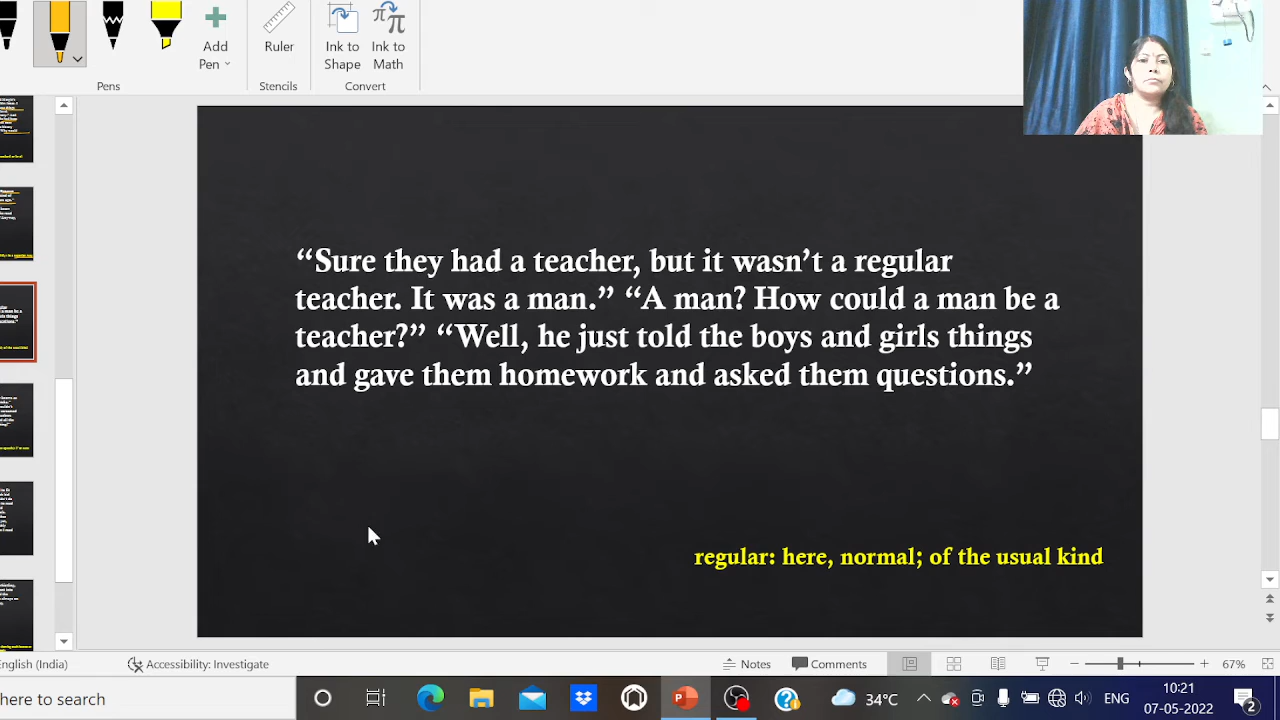 Add
Pen
Ruler
Ink to
Shape
Ink to
Math
Pens
Stencils
Convert
“Sure they had a teacher, but it wasn’t a regular
teacher. It was a man.” “A man? How could a man be a
teacher?” “Well, he just told the boys and girls things
and gave them homework and asked them questions.”
regular: here, normal; of the usual kind
English (India)
Accessibility: Investigate
Notes
Comments
67%
here to search
34°C
ENG
10:21
07-05-2022
2